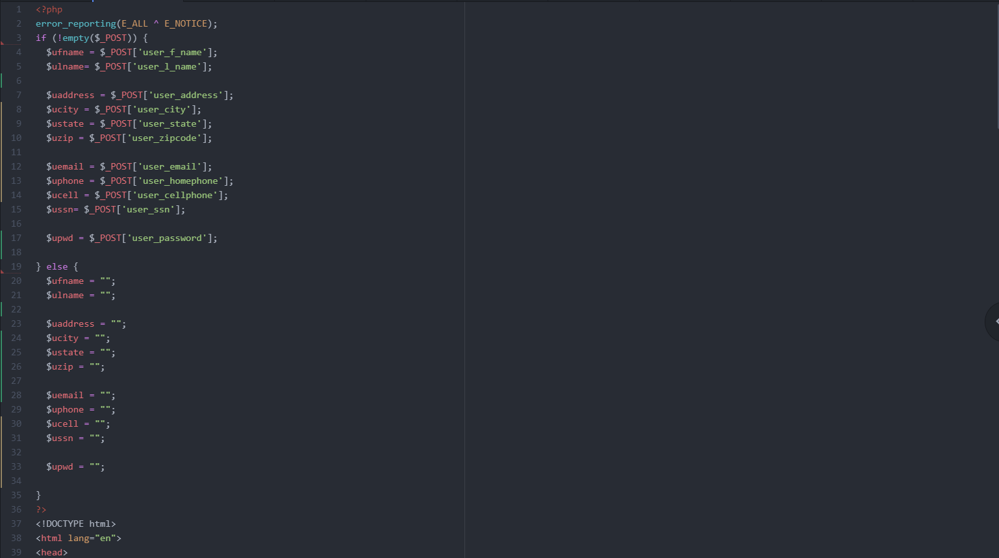 1 <?php
2 error_reporting(E_ALL ^ E_NOTICE);
3 if (!empty($_POST)) {
4 $ufname = $_POST['user_f_name'];
5 $ulname= $_POST['user_l_name'];
6
7 $uaddress = $_POST['user_address'];
8 $ucity = $_POST['user_city'];
9 $ustate = $_POST['user_state'];
10 $uzip = $_POST['user_zipcode'];
11
12 $uemail = $_POST['user_email'];
13 $uphone = $_POST['user_homephone'];
14 $ucell = $_POST['user_cellphone'];
15 $ussn= $_POST['user_ssn'];
16
17 $upwd = $_POST['user_password'];
18
19 } else {
20 $ufname = "";
21 $ulname = "";
22
23 $uaddress = "";
24 $ucity = "";
25 $ustate = "";
26 $uzip = "";
27
28 $uemail = "";
29 $uphone = "";
30 $ucell = "";
31 $ussn = "";
32
33 $upwd = "";
34
35 }
36 ?>
37 <!DOCTYPE html>
38 <html lang="en">
39 <head>